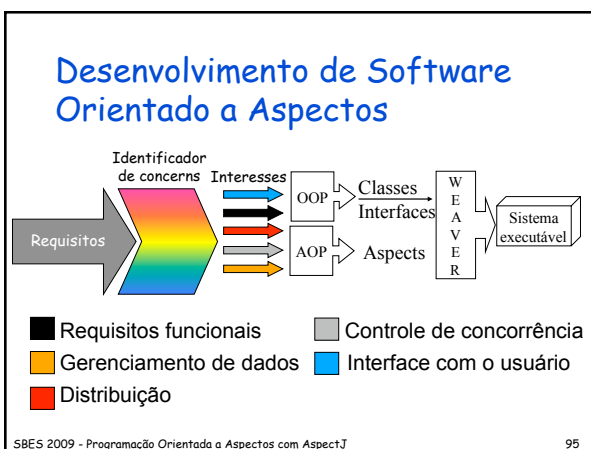 Desenvolvimento de Software
Orientado a Aspectos
Identificador
de concerns
Interesses
Requisitos
OOP
Classes
Interfaces
AOP
Aspects
WEAVER
Sistema
executável
Requisitos funcionais
Controle de concorrência
Gerenciamento de dados
Interface com o usuário
Distribuição
SBES 2009 - Programação Orientada a Aspectos com AspectJ
95